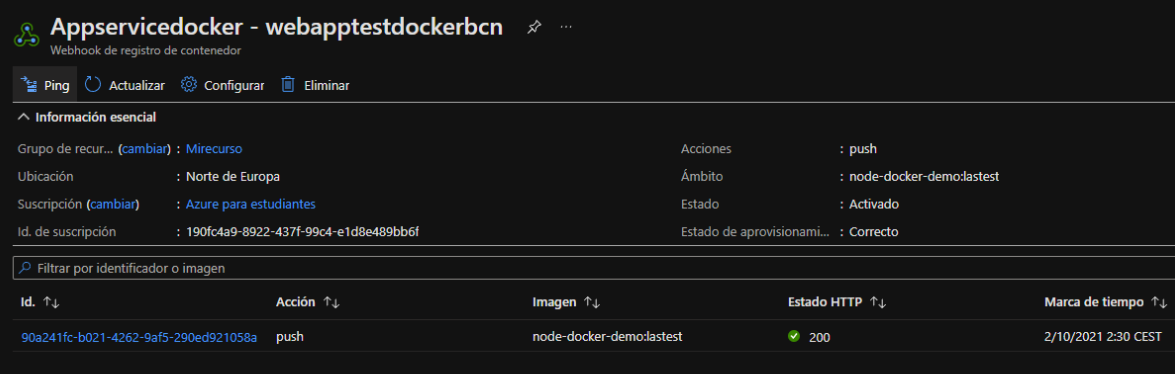 Appservicedocker - webapptestdockerbcn
Webhook de registro de contenedor
Ping Actualizar Configurar Eliminar
Información esencial
Grupo de recur... (cambiar) : Mirecurso
Acciones : push
Ubicación : Norte de Europa
Ámbito : node-docker-demo:lastest
Suscripción (cambiar) : Azure para estudiantes
Estado : Activado
Id. de suscripción : 190fc4a9-8922-437f-99c4-e1d8e489bb6f
Estado de aprovisionami... : Correcto
Filtrar por identificador o imagen
Id. ↑↓ Acción ↑↓ Imagen ↑↓ Estado HTTP ↑↓ Marca de tiempo ↑↓
90a241fc-b021-4262-9af5-290ed921058a push node-docker-demo:lastest 200 2/10/2021 2:30 CEST